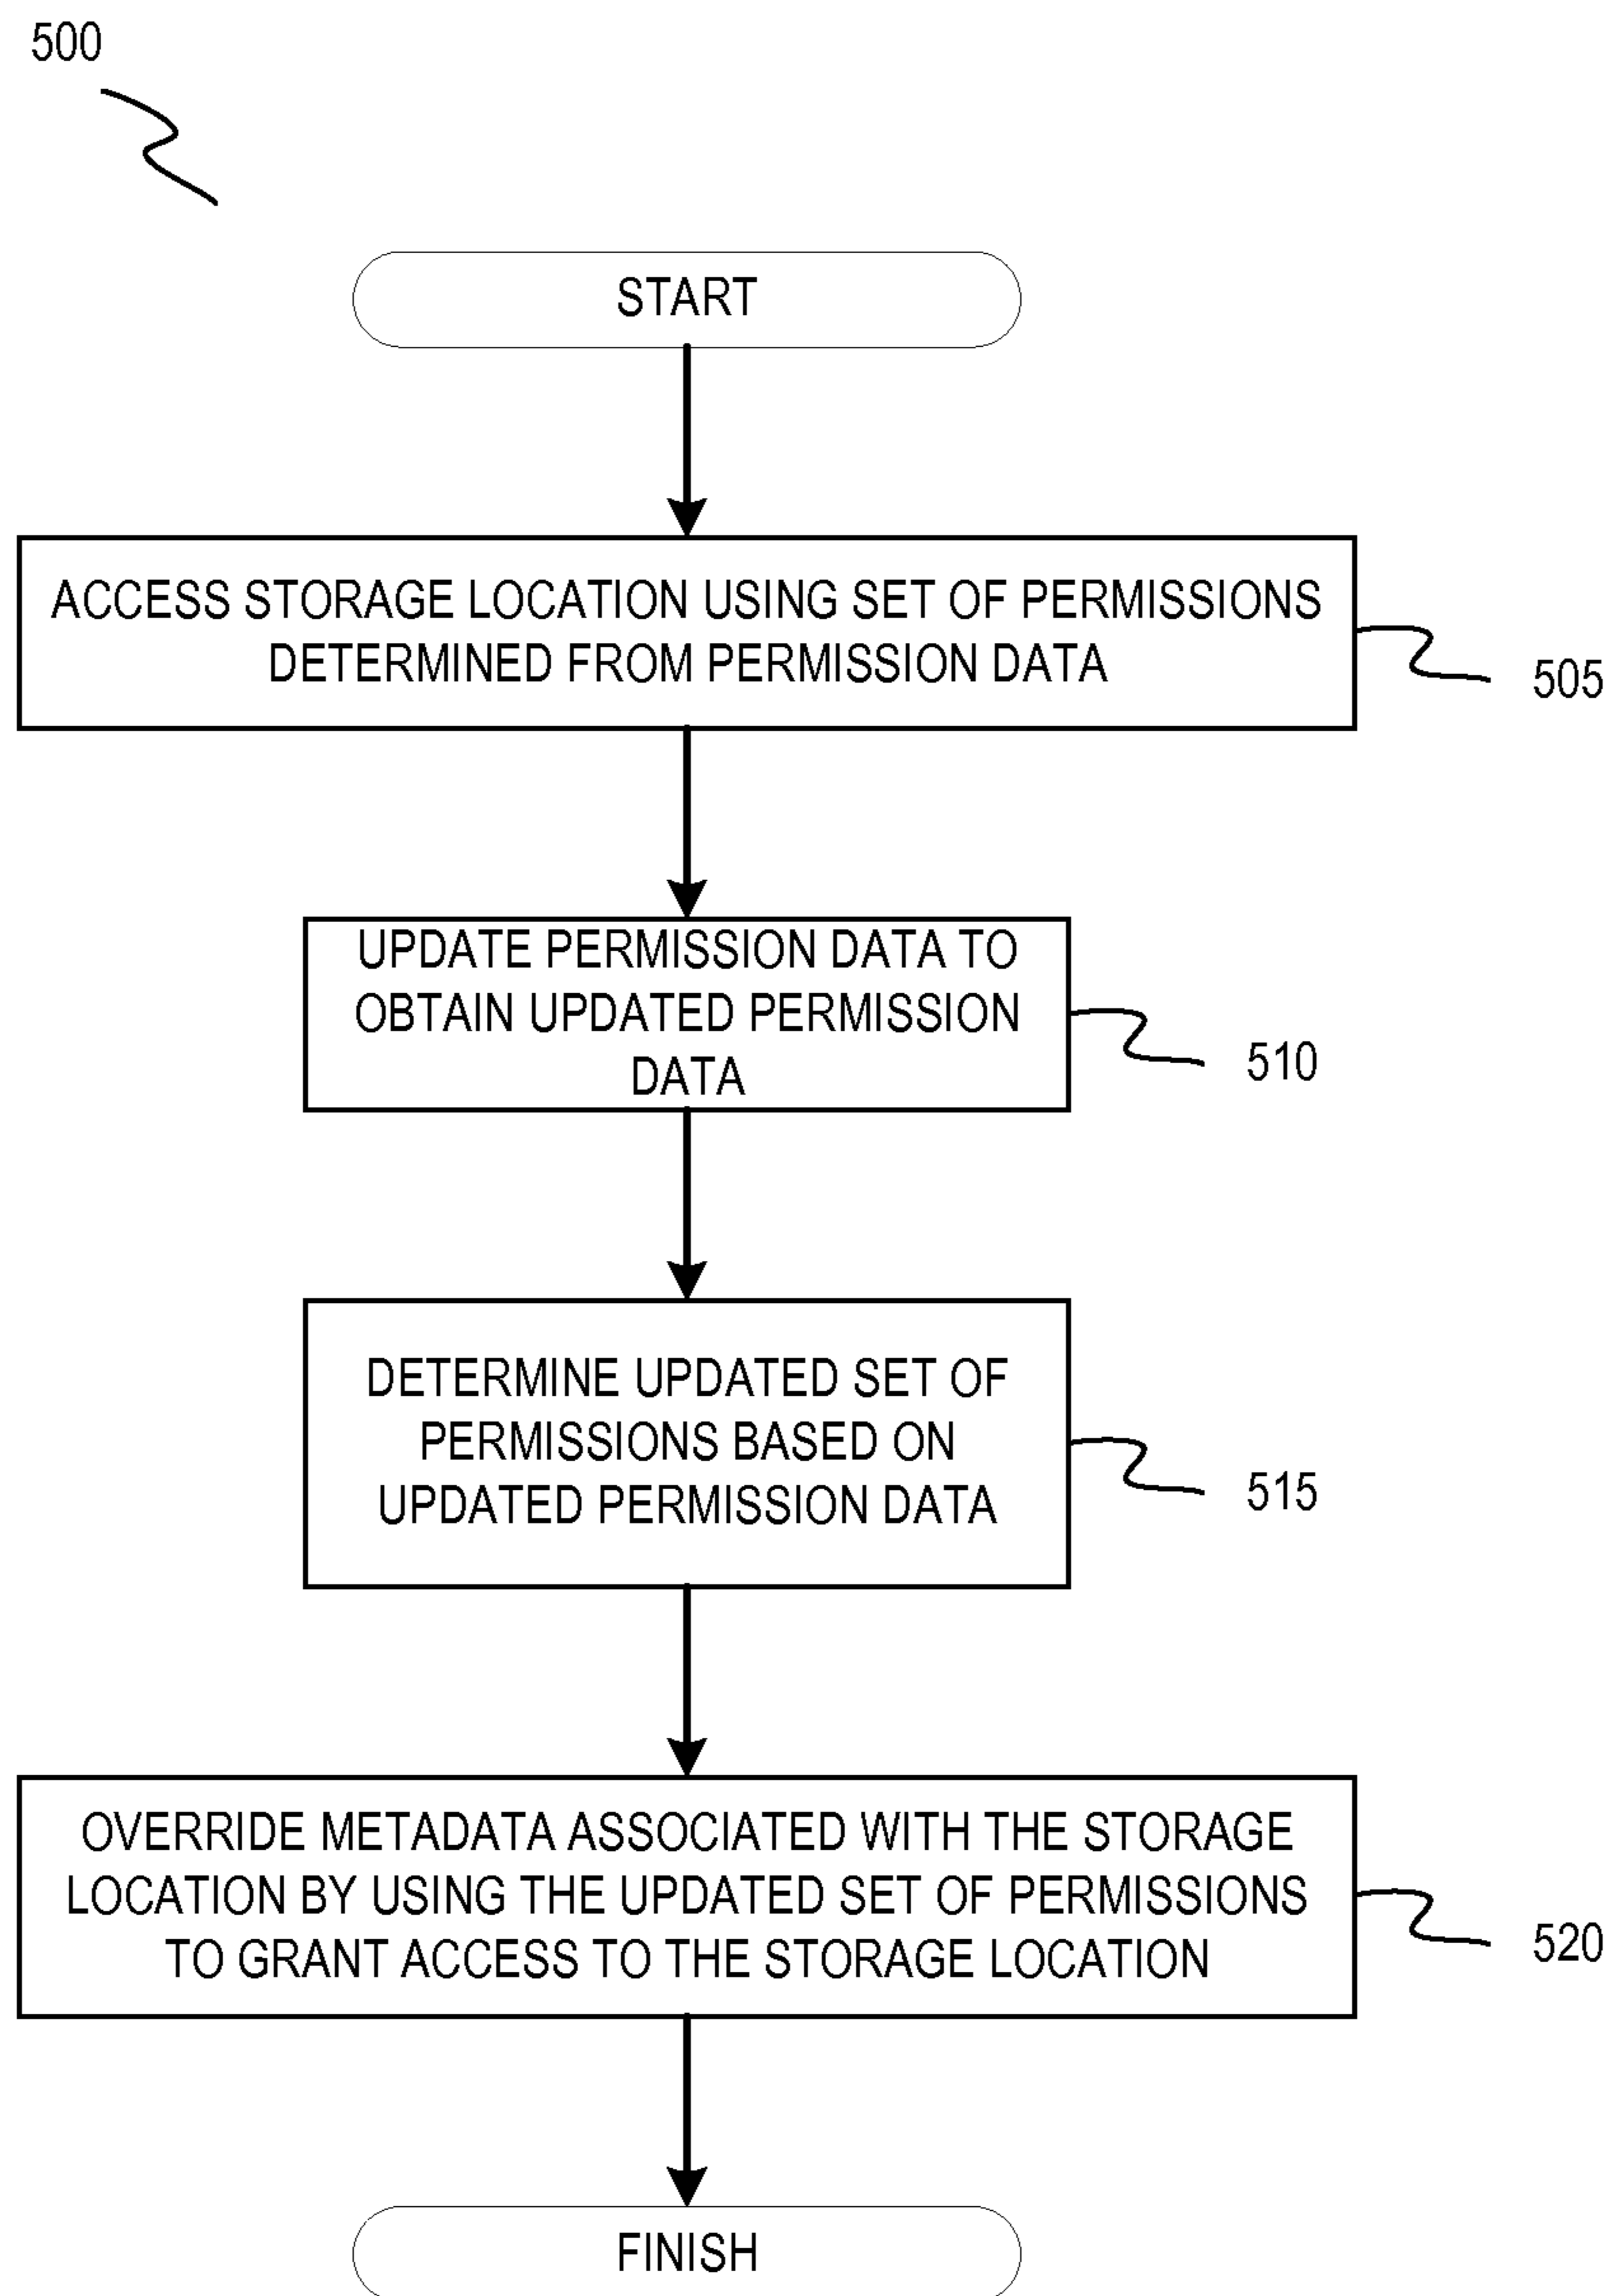 500
START
ACCESS STORAGE LOCATION USING SET OF PERMISSIONS
DETERMINED FROM PERMISSION DATA
505
UPDATE PERMISSION DATA TO
OBTAIN UPDATED PERMISSION
DATA
510
DETERMINE UPDATED SET OF
PERMISSIONS BASED ON
UPDATED PERMISSION DATA
515
OVERRIDE METADATA ASSOCIATED WITH THE STORAGE
LOCATION BY USING THE UPDATED SET OF PERMISSIONS
TO GRANT ACCESS TO THE STORAGE LOCATION
520
FINISH